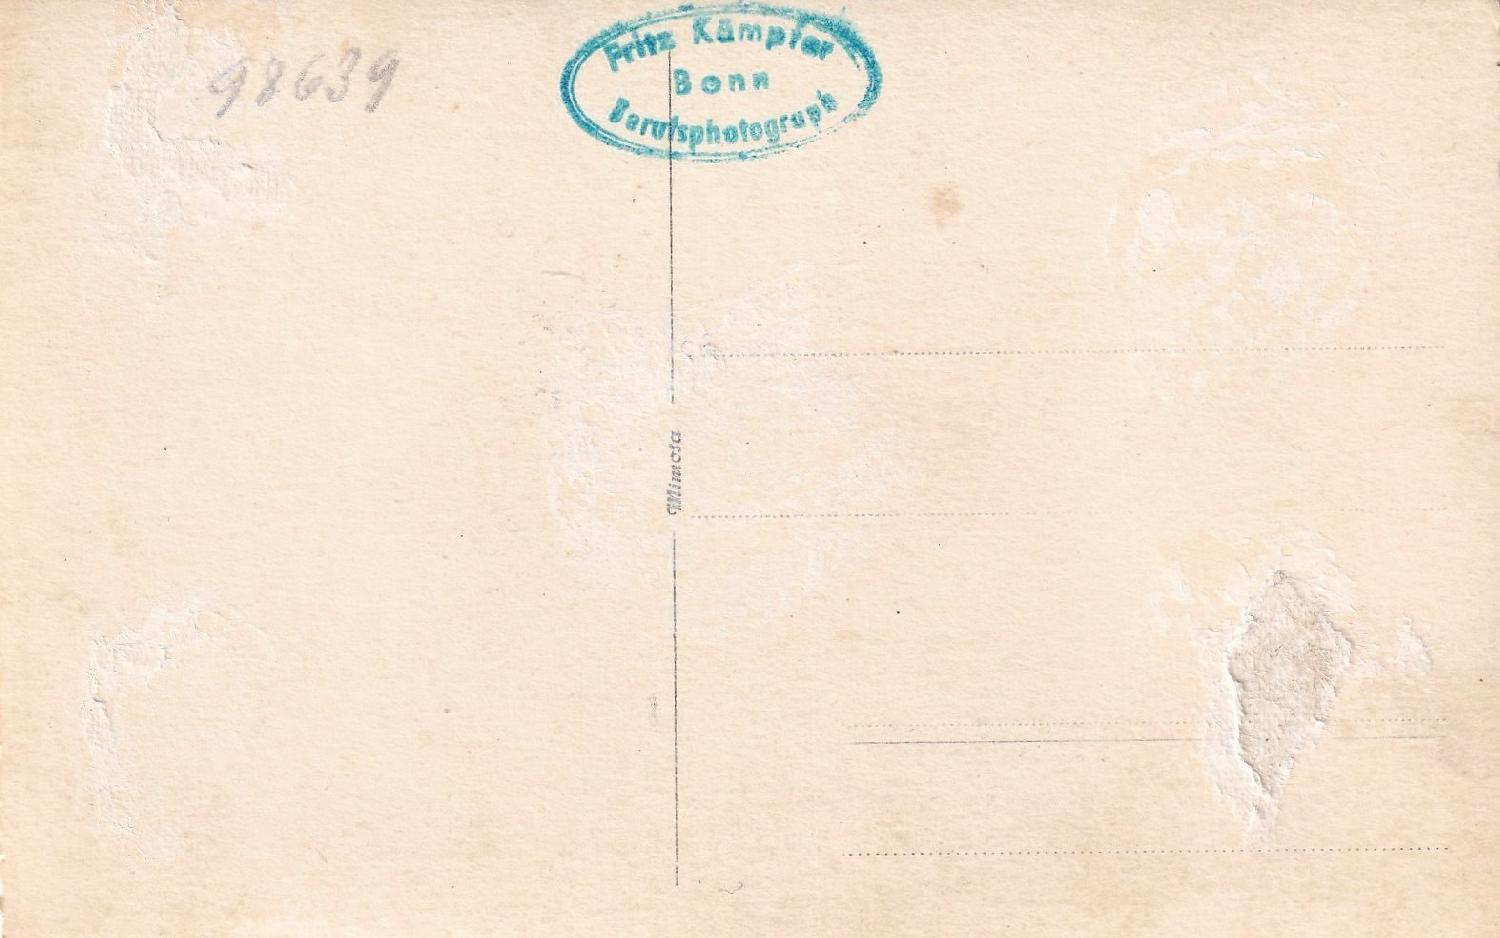 98639
Fritz Kämpfer
Bonn
Berufsphotograph
Mimosa